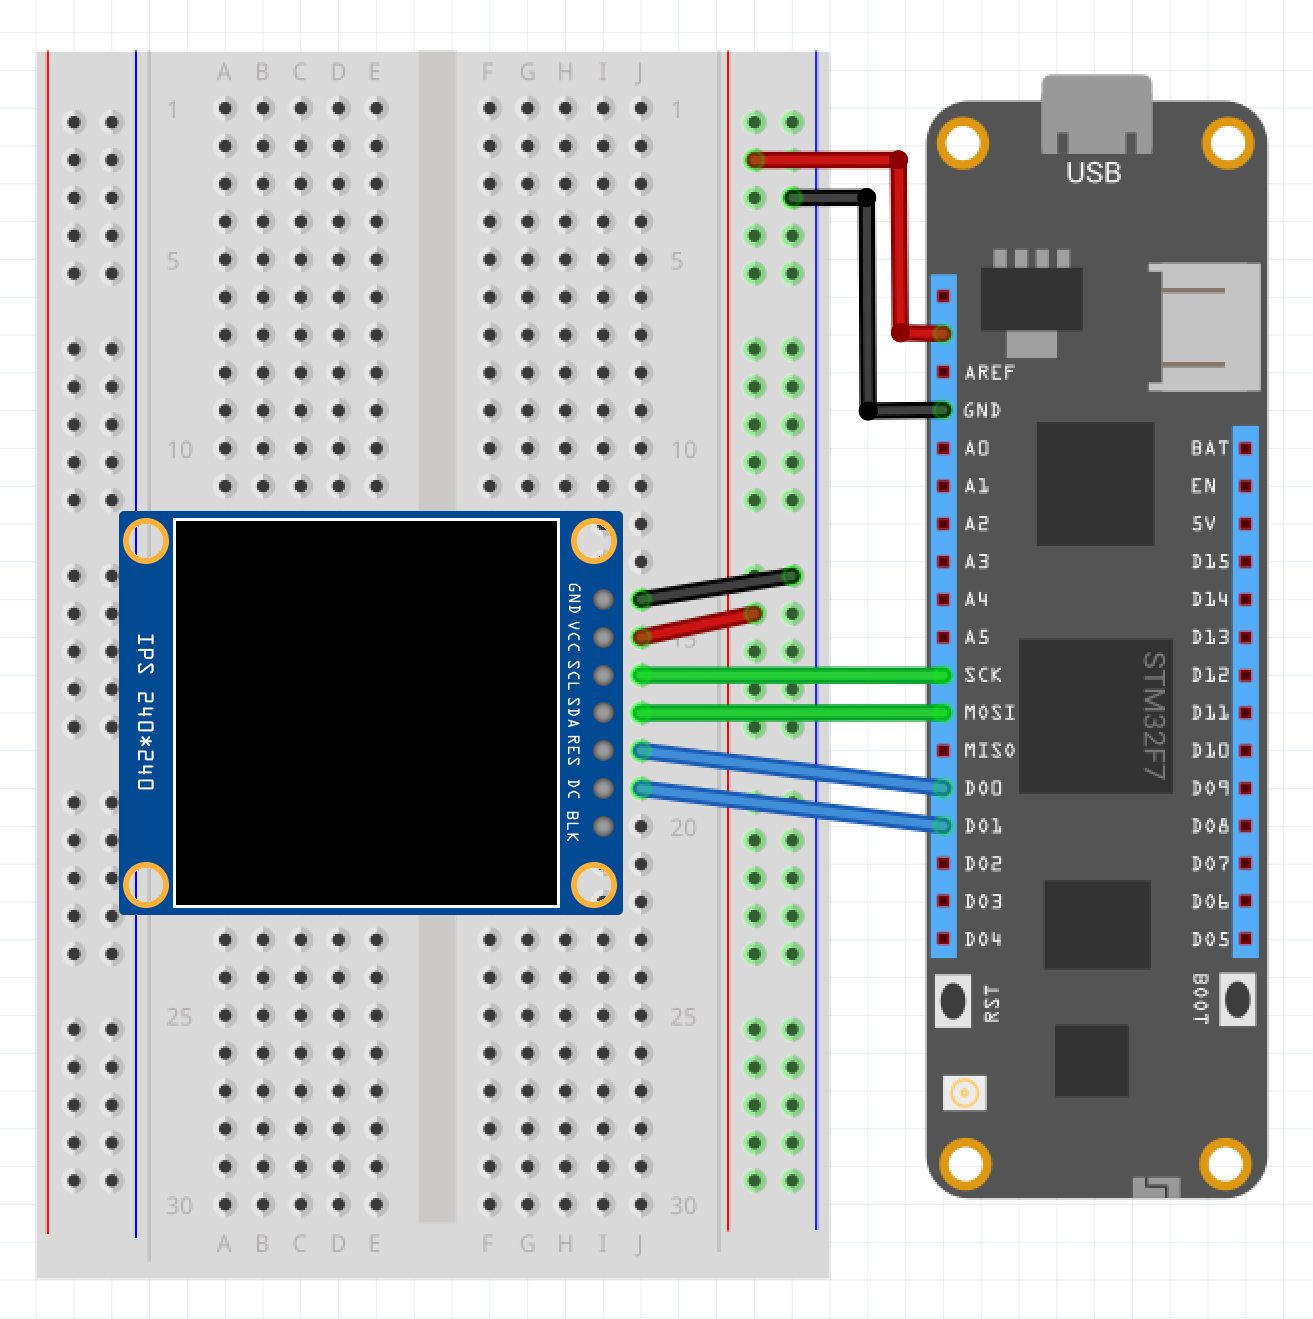 A B C D E F G H I J
1 1
5 5
10 10
15
20
25 25
30 30
A B C D E F G H I J
GND
VCC
SCL
SDA
RES
DC
BLK
IPS 240*240
USB
AREF
GND
A0
A1
A2
A3
A4
A5
SCK
MOSI
MISO
D00
D01
D02
D03
D04
BAT
EN
5V
D15
D14
D13
D12
D11
D10
D09
D08
D07
D06
D05
STM32F7
RST
BOOT